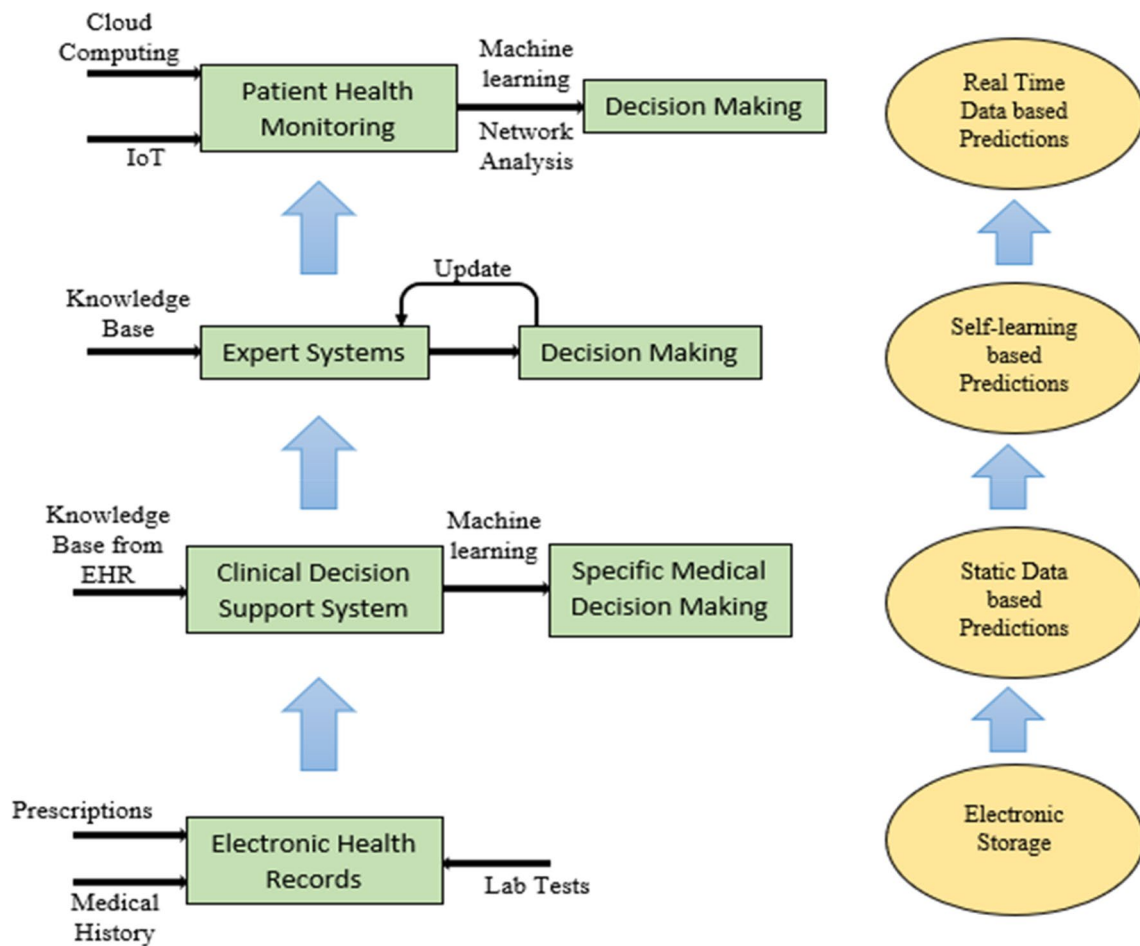 Cloud
Computing
IoT
Patient Health
Monitoring
Machine
learning
Network
Analysis
Decision Making
Real Time
Data based
Predictions
Knowledge
Base
Expert Systems
Update
Decision Making
Self-learning
based
Predictions
Knowledge
Base from
EHR
Clinical Decision
Support System
Machine
learning
Specific Medical
Decision Making
Static Data
based
Predictions
Prescriptions
Medical
History
Electronic Health
Records
Lab Tests
Electronic
Storage